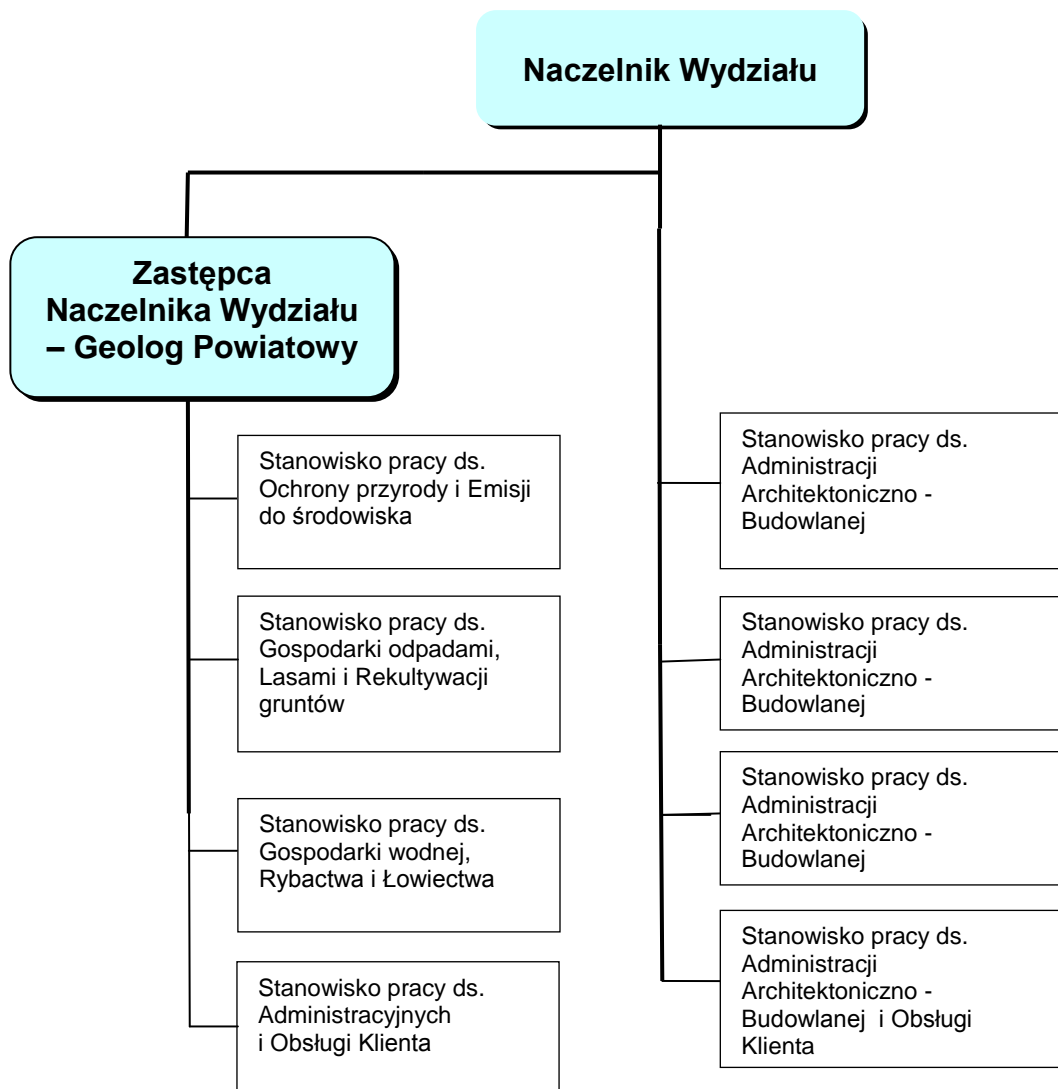 Naczelnik Wydziału
Zastępca
Naczelnika Wydziału
– Geolog Powiatowy
Stanowisko pracy ds.
Ochrony przyrody i Emisji
do środowiska
Stanowisko pracy ds.
Gospodarki odpadami,
Lasami i Rekultywacji
gruntów
Stanowisko pracy ds.
Gospodarki wodnej,
Rybactwa i Łowiectwa
Stanowisko pracy ds.
Administracyjnych
i Obsługi Klienta
Stanowisko pracy ds.
Administracji
Architektoniczno -
Budowlanej
Stanowisko pracy ds.
Administracji
Architektoniczno -
Budowlanej
Stanowisko pracy ds.
Administracji
Architektoniczno -
Budowlanej
Stanowisko pracy ds.
Administracji
Architektoniczno -
Budowlanej i Obsługi
Klienta